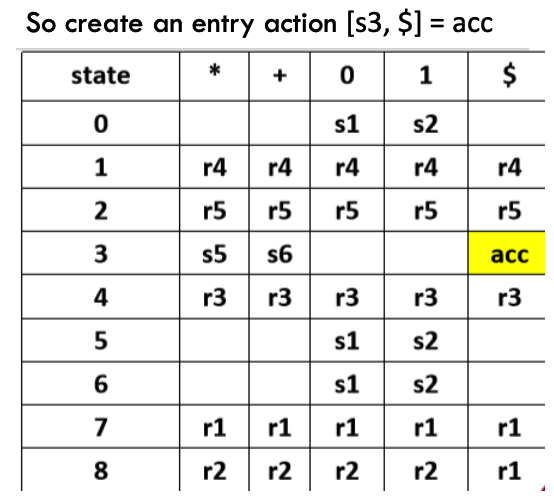 So create an entry action [s3, $] = acc
state * + 0 1 $
0 s1 s2
1 r4 r4 r4 r4 r4
2 r5 r5 r5 r5 r5
3 s5 s6 acc
4 r3 r3 r3 r3 r3
5 s1 s2
6 s1 s2
7 r1 r1 r1 r1 r1
8 r2 r2 r2 r2 r1